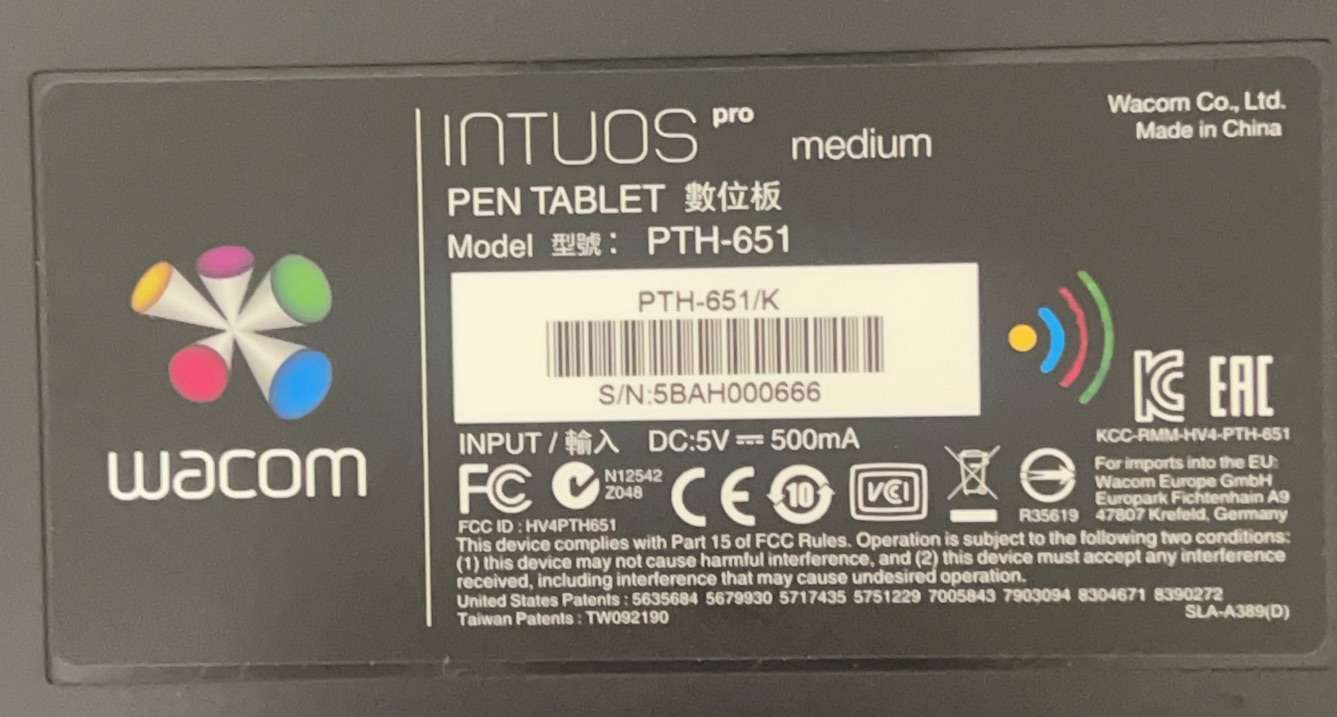 wacom
INTUOS pro medium
Wacom Co., Ltd.
Made in China
PEN TABLET 數位板
Model 型號： PTH-651
PTH-651/K
S/N:5BAH000666
INPUT / 輸入 DC:5V ⎓ 500mA
KC EAC
KCC-RMM-HV4-PTH-651
FC N12542
Z048
CE 10 VCI
R35619
For imports into the EU:
Wacom Europe GmbH
Europark Fichtenhain A9
47807 Krefeld, Germany
FCC ID : HV4PTH651
This device complies with Part 15 of FCC Rules. Operation is subject to the following two conditions:
(1) this device may not cause harmful interference, and (2) this device must accept any interference
received, including interference that may cause undesired operation.
United States Patents : 5635684 5679930 5717435 5751229 7005843 7903094 8304671 8390272
Taiwan Patents : TW092190
SLA-A389(D)